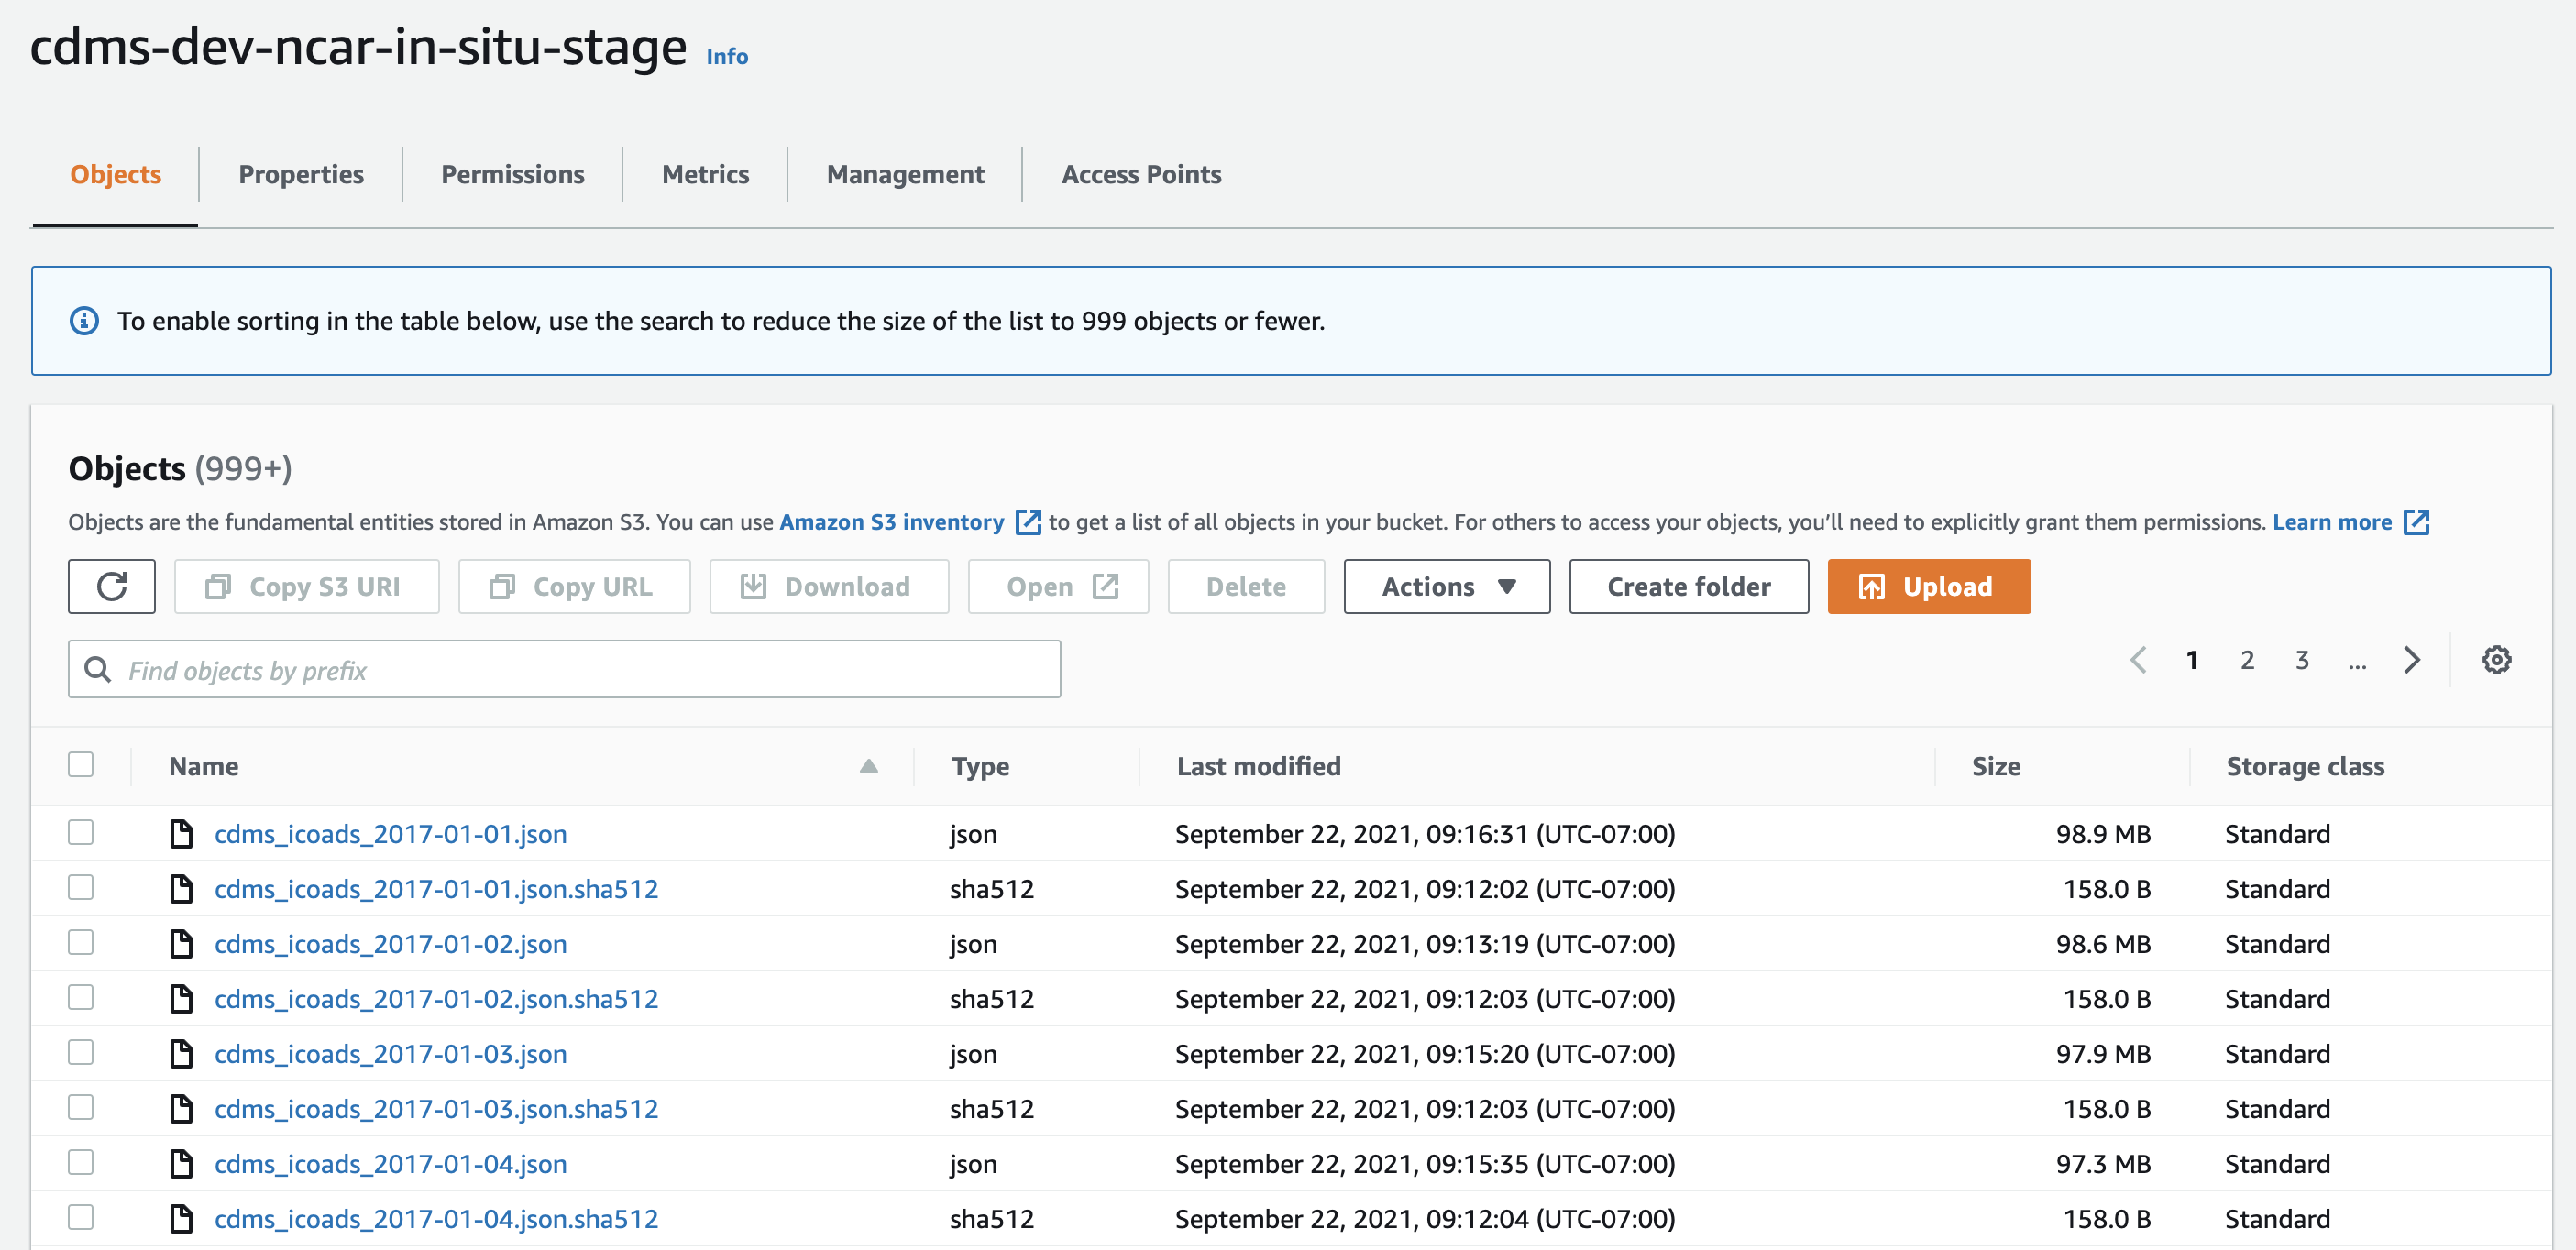 cdms-dev-ncar-in-situ-stage Info
Objects Properties Permissions Metrics Management Access Points
To enable sorting in the table below, use the search to reduce the size of the list to 999 objects or fewer.
Objects (999+)
Objects are the fundamental entities stored in Amazon S3. You can use Amazon S3 inventory to get a list of all objects in your bucket. For others to access your objects, you’ll need to explicitly grant them permissions. Learn more
Copy S3 URI Copy URL Download Open Delete Actions Create folder Upload
Find objects by prefix 1 2 3 ...
Name Type Last modified Size Storage class
cdms_icoads_2017-01-01.json json September 22, 2021, 09:16:31 (UTC-07:00) 98.9 MB Standard
cdms_icoads_2017-01-01.json.sha512 sha512 September 22, 2021, 09:12:02 (UTC-07:00) 158.0 B Standard
cdms_icoads_2017-01-02.json json September 22, 2021, 09:13:19 (UTC-07:00) 98.6 MB Standard
cdms_icoads_2017-01-02.json.sha512 sha512 September 22, 2021, 09:12:03 (UTC-07:00) 158.0 B Standard
cdms_icoads_2017-01-03.json json September 22, 2021, 09:15:20 (UTC-07:00) 97.9 MB Standard
cdms_icoads_2017-01-03.json.sha512 sha512 September 22, 2021, 09:12:03 (UTC-07:00) 158.0 B Standard
cdms_icoads_2017-01-04.json json September 22, 2021, 09:15:35 (UTC-07:00) 97.3 MB Standard
cdms_icoads_2017-01-04.json.sha512 sha512 September 22, 2021, 09:12:04 (UTC-07:00) 158.0 B Standard